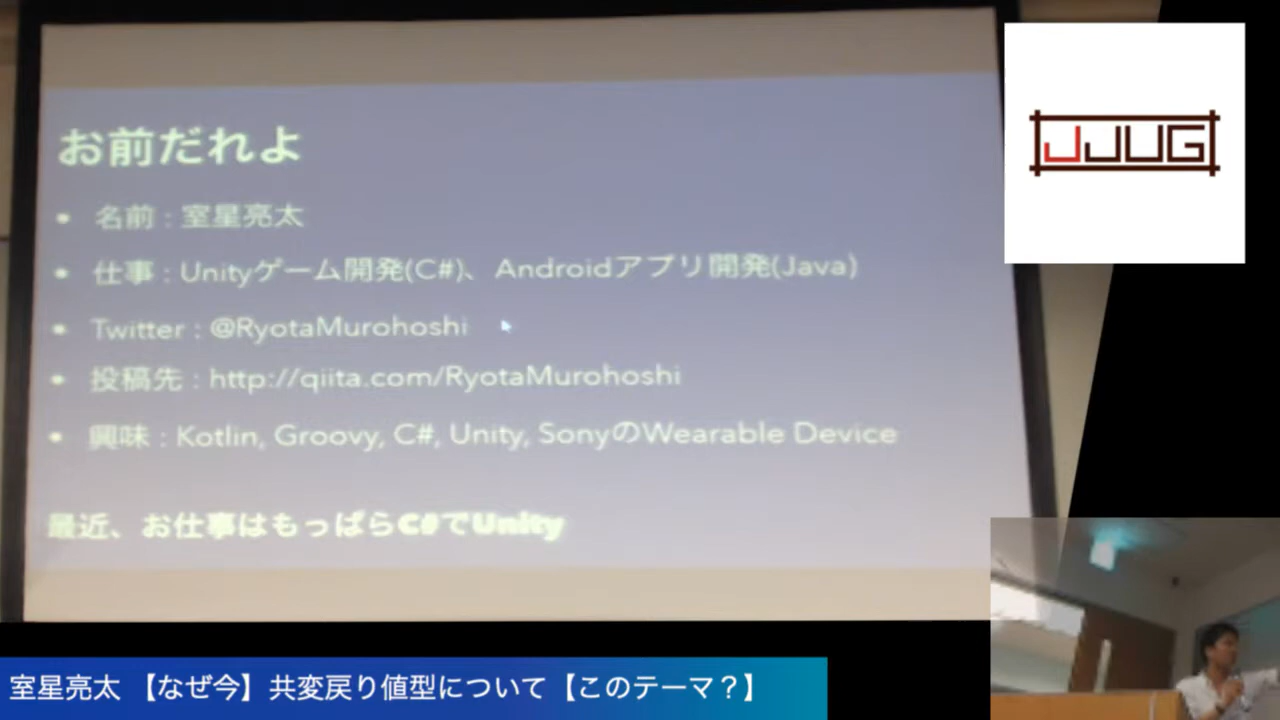 お前だれよ
• 名前 : 室星亮太
• 仕事 : Unityゲーム開発(C#)、Androidアプリ開発(Java)
• Twitter : @RyotaMurohoshi
• 投稿先 : http://qiita.com/RyotaMurohoshi
• 興味 : Kotlin, Groovy, C#, Unity, SonyのWearable Device
最近、お仕事はもっぱらC#でUnity
JJUG
室星亮太 【なぜ今】共変戻り値型について【このテーマ？】